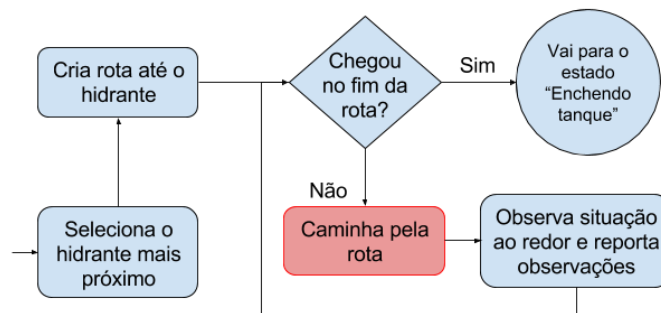 Cria rota até o
hidrante
Chegou
no fim da
rota?
Sim
Vai para o
estado
“Enchendo
tanque”
Não
Seleciona o
hidrante mais
próximo
Caminha pela
rota
Observa situação
ao redor e reporta
observações